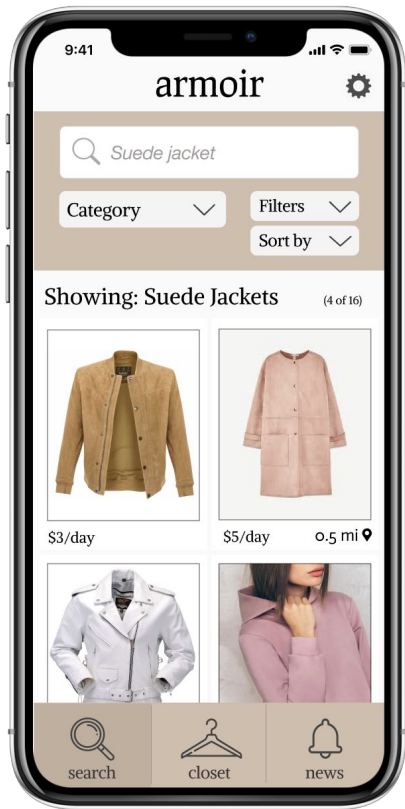 9:41
armoir
Suede jacket
Category
Filters
Sort by
Showing: Suede Jackets (4 of 16)
$3/day
$5/day 0.5 mi
search closet news